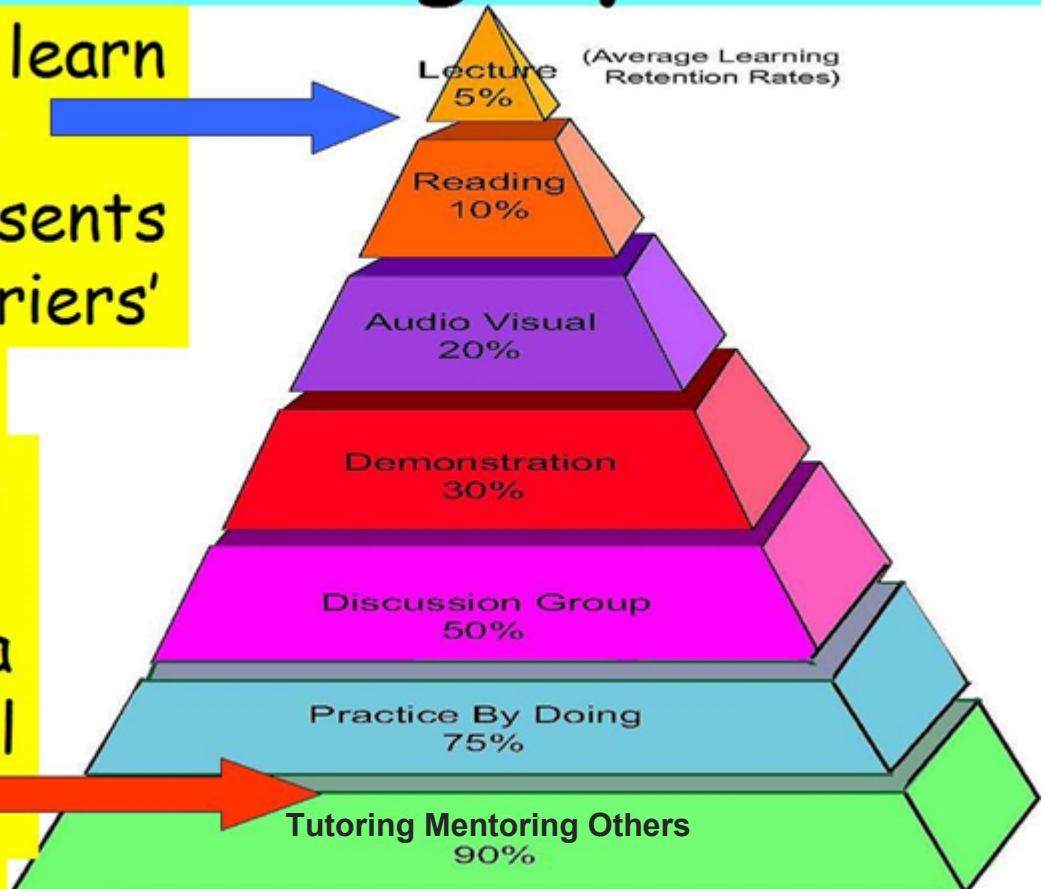 learn
Lecture
5%
(Average Learning
Retention Rates)
Reading
10%
sents
riers'
Audio Visual
20%
Demonstration
30%
Discussion Group
50%
a
l
Practice By Doing
75%
Tutoring Mentoring Others
90%